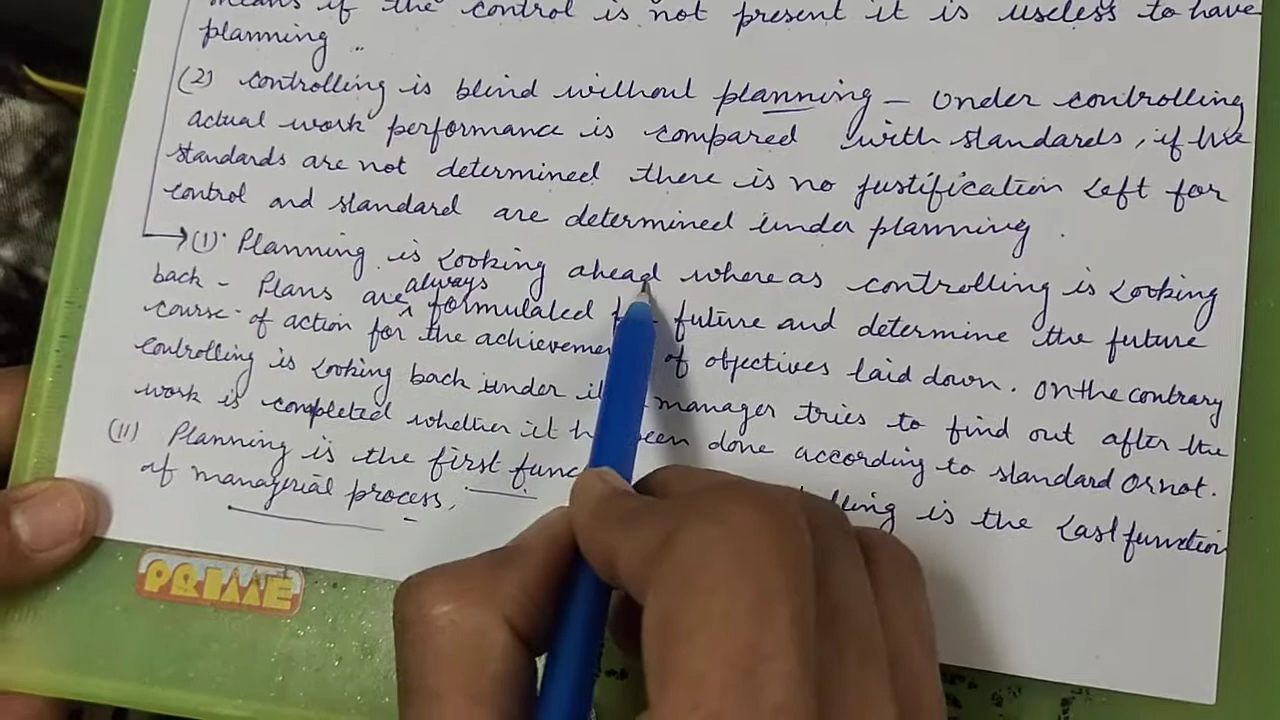 means if the control is not present it is useless to have
planning
(2) controlling is blind without planning - Under controlling
actual work performance is compared with standards, if the
standards are not determined there is no justification left for
control and standard are determined under planning.
→(1) Planning is looking ahead where as controlling is looking
back - Plans are always formulated future and determine the future
course of action for the achievement of objectives laid down. On the contrary
controlling is looking back under manager tries to find out after the
work is completed whether it been done according to standard or not.
(11) Planning is the first is the last function
of managerial process.
PRIME